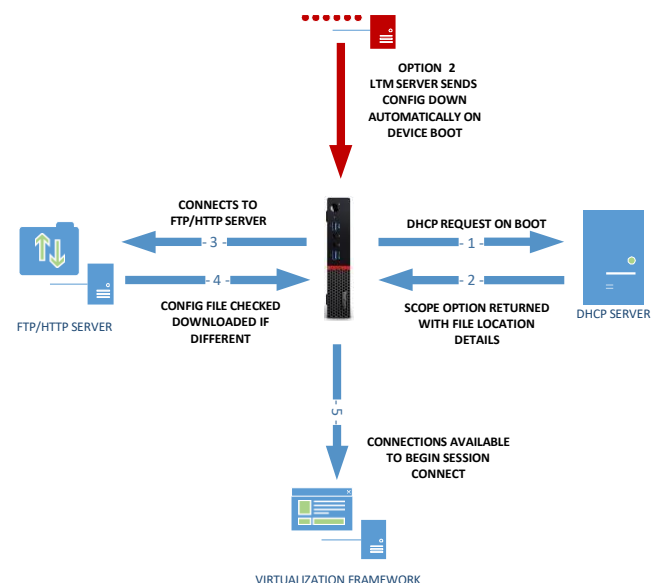 OPTION 2
LTM SERVER SENDS
CONFIG DOWN
AUTOMATICALLY ON
DEVICE BOOT
CONNECTS TO
FTP/HTTP SERVER
- 3 -
- 4 -
CONFIG FILE CHECKED
DOWNLOADED IF
DIFFERENT
FTP/HTTP SERVER
DHCP REQUEST ON BOOT
- 1 -
- 2 -
SCOPE OPTION RETURNED
WITH FILE LOCATION
DETAILS
DHCP SERVER
- 5 -
CONNECTIONS AVAILABLE
TO BEGIN SESSION
CONNECT
VIRTUALIZATION FRAMEWORK